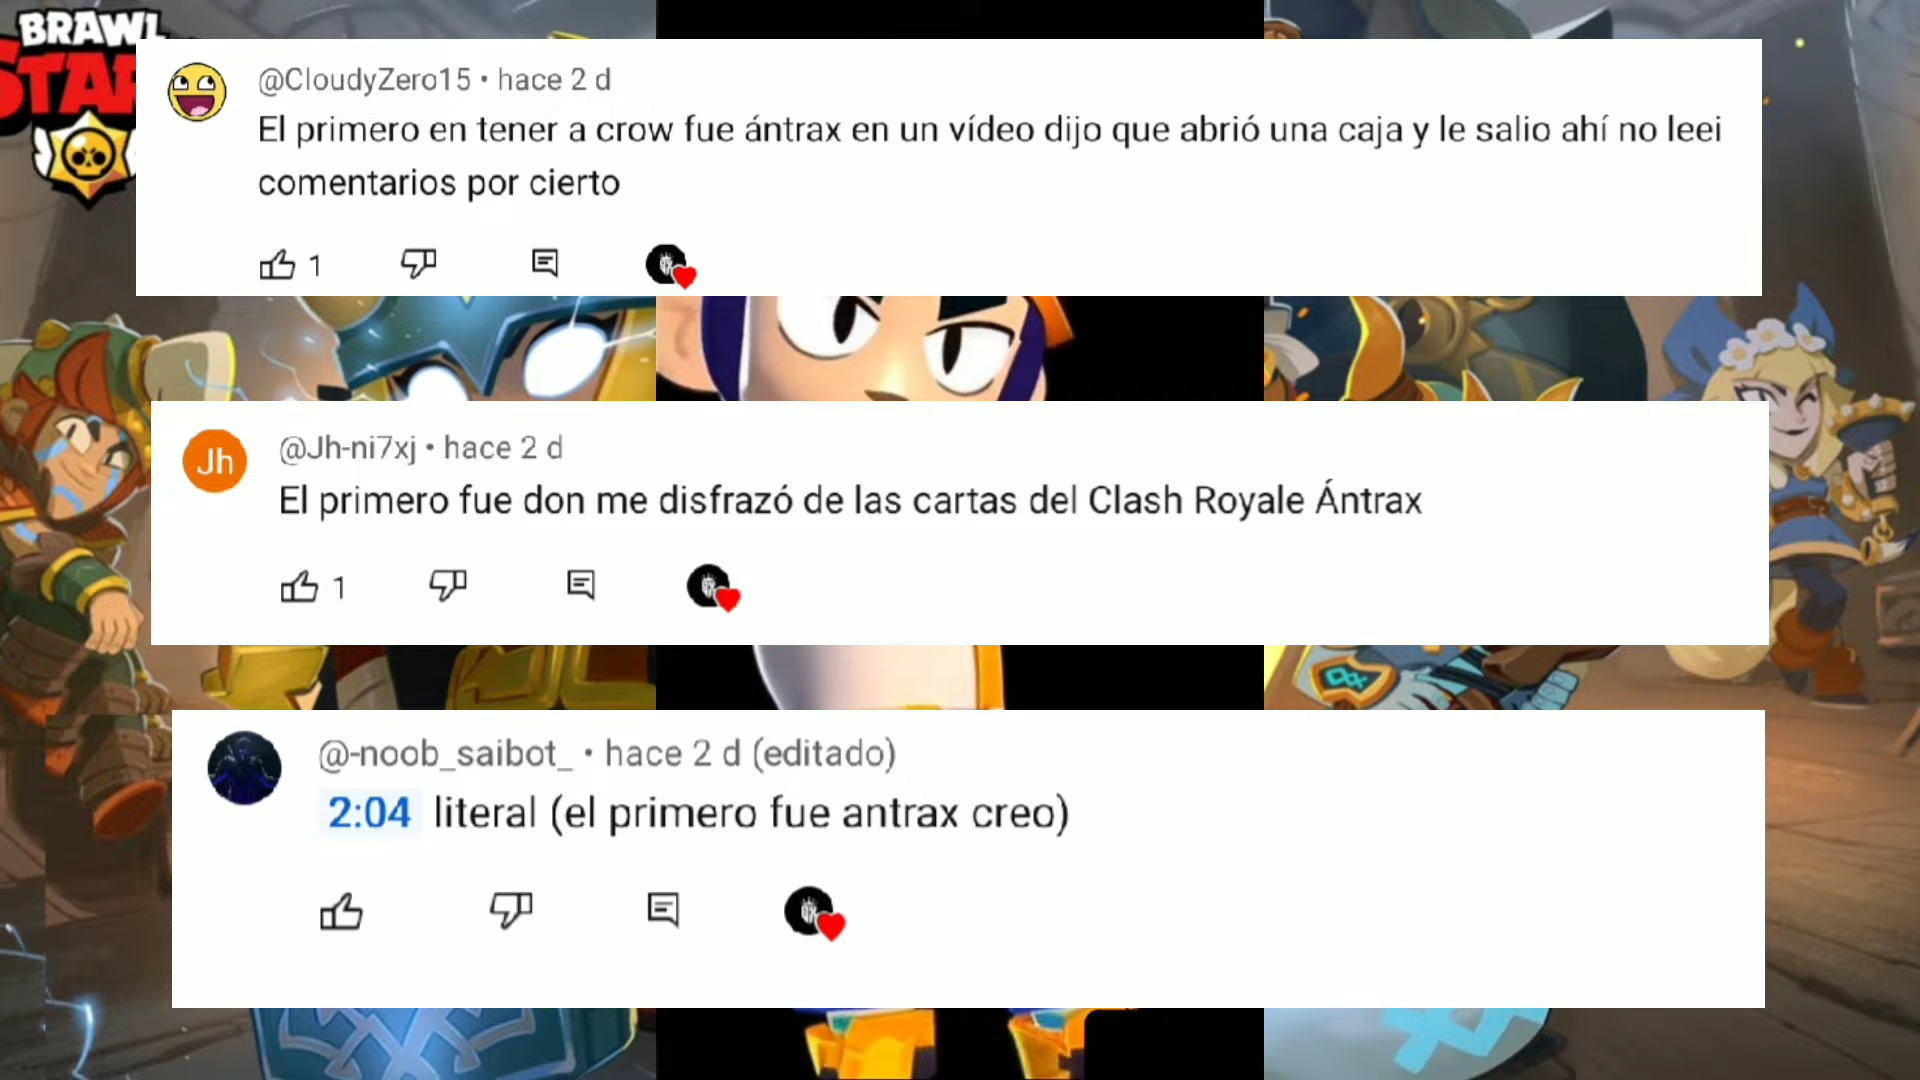 BRAWL
STAR
@CloudyZero15 • hace 2 d
El primero en tener a crow fue ántrax en un vídeo dijo que abrió una caja y le salio ahí no leei
comentarios por cierto
1
Jh
@Jh-ni7xj • hace 2 d
El primero fue don me disfrazó de las cartas del Clash Royale Ántrax
1
@-noob_saibot_ • hace 2 d (editado)
2:04 literal (el primero fue antrax creo)